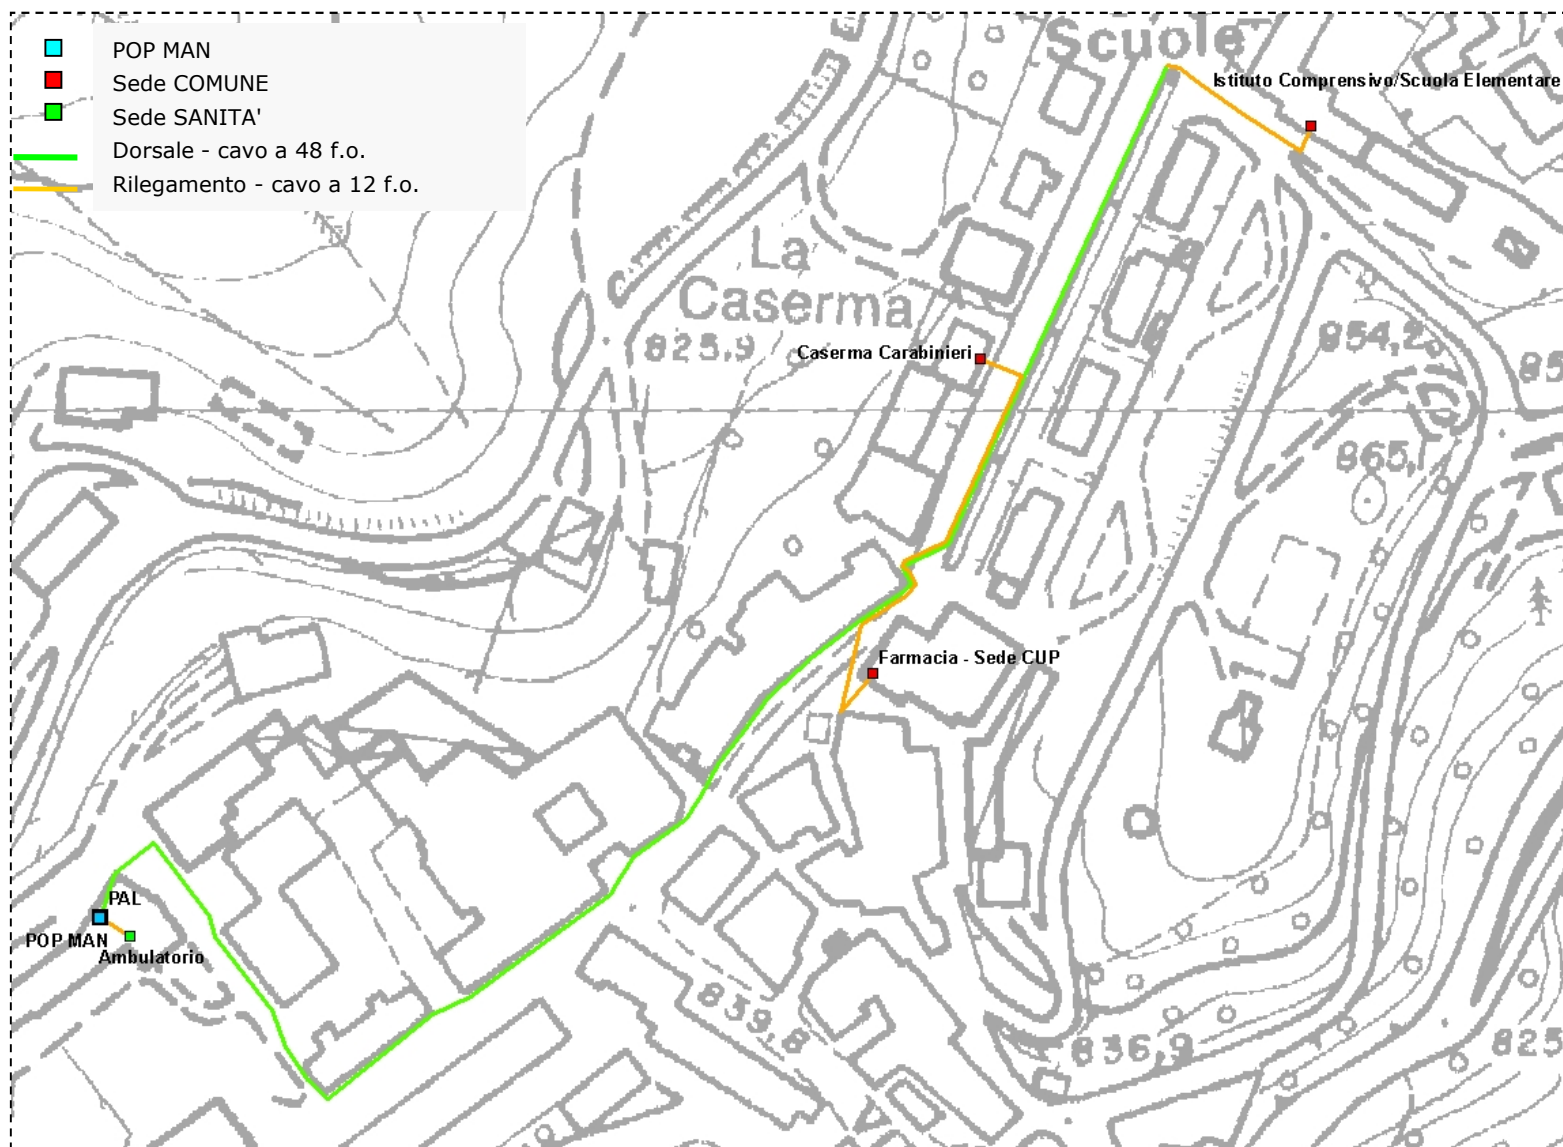 POP MAN
Sede COMUNE
Sede SANITA'
Dorsale - cavo a 48 f.o.
Rilegamento - cavo a 12 f.o.
Scuole
Istituto Comprensivo/Scuola Elementare
La
Caserma
825,9
854,2
85
Caserma Carabinieri
865,1
Farmacia - Sede CUP
PAL
POP MAN
Ambulatorio
839,8
836,9
825